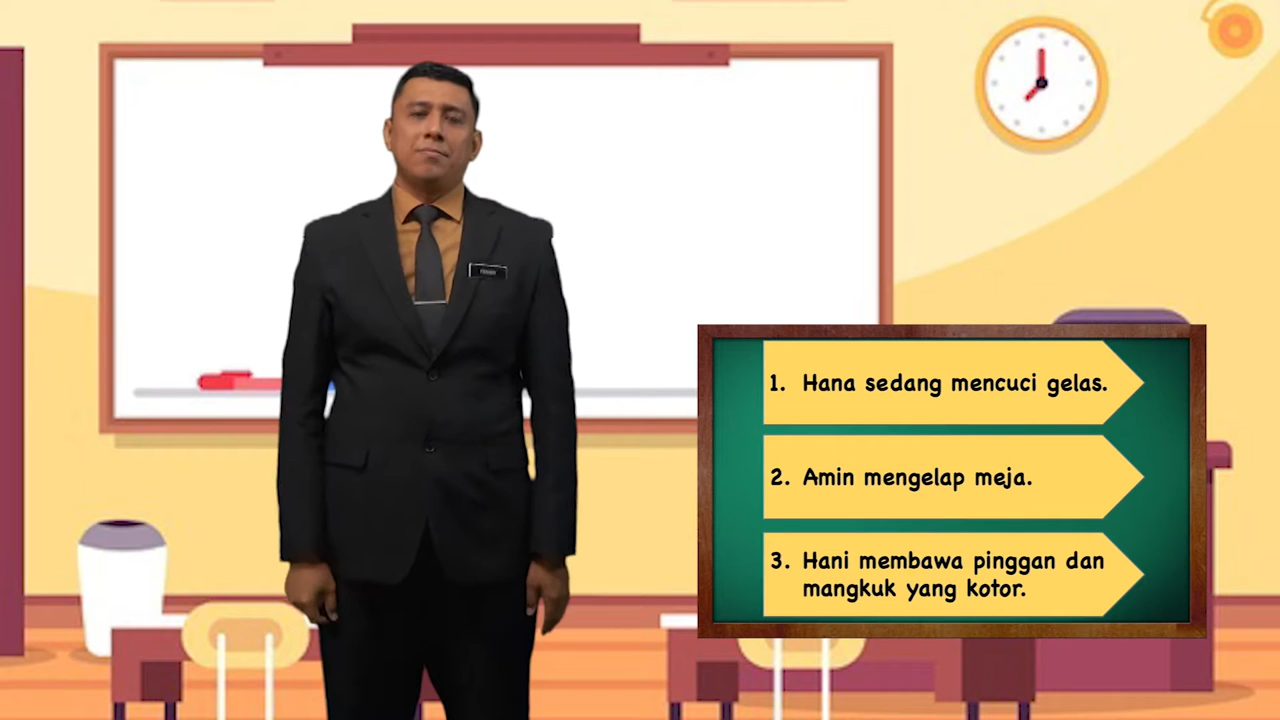 1. Hana sedang mencuci gelas.
2. Amin mengelap meja.
3. Hani membawa pinggan dan
mangkuk yang kotor.